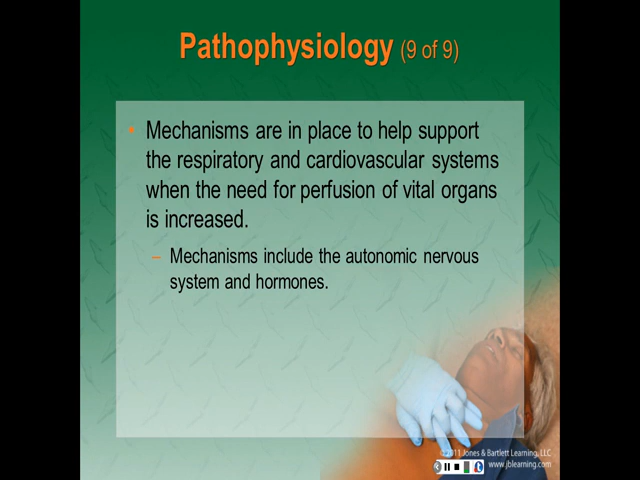 Pathophysiology (9 of 9)
• Mechanisms are in place to help support
the respiratory and cardiovascular systems
when the need for perfusion of vital organs
is increased.
– Mechanisms include the autonomic nervous
system and hormones.
© 2011 Jones & Bartlett Learning, LLC
www.jblearning.com